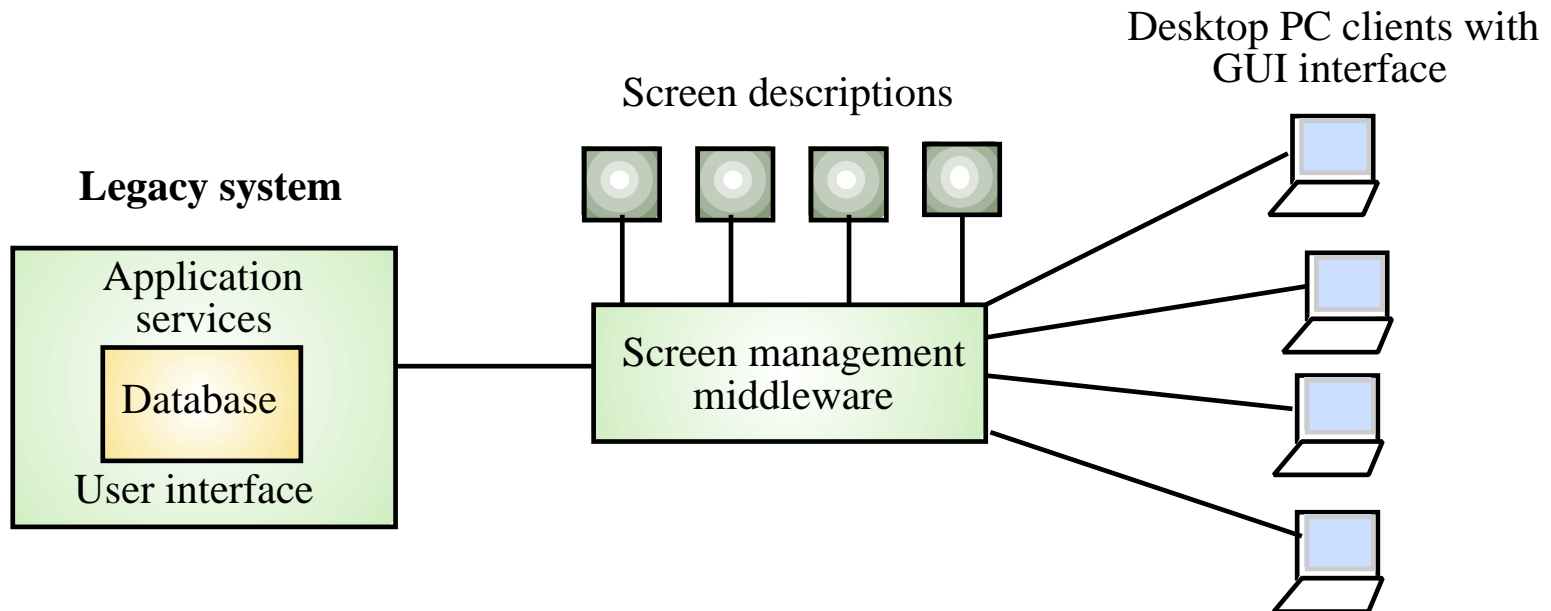 Desktop PC clients with
GUI interface
Screen descriptions
Legacy system
Application
services
Database
User interface
Screen management
middleware